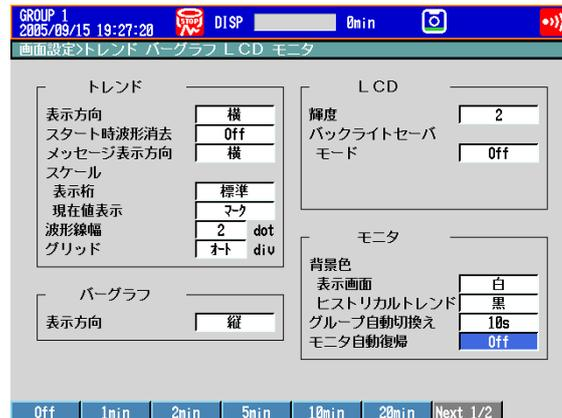 GROUP 1
2005/09/15 19:27:20 STOP DISP 0min
画面設定>トレンド バーグラフ LCD モニタ
トレンド
表示方向 横
スタート時波形消去 Off
メッセージ表示方向 横
スケール
表示桁 標準
現在値表示 マーク
波形線幅 2 dot
グリッド オート div
バーグラフ
表示方向 縦
LCD
輝度 2
バックライトセーバ
モード Off
モニタ
背景色
表示画面 白
ヒストリカルトレンド 黒
グループ自動切換え 10s
モニタ自動復帰 Off
Off 1min 2min 5min 10min 20min Next 1/2